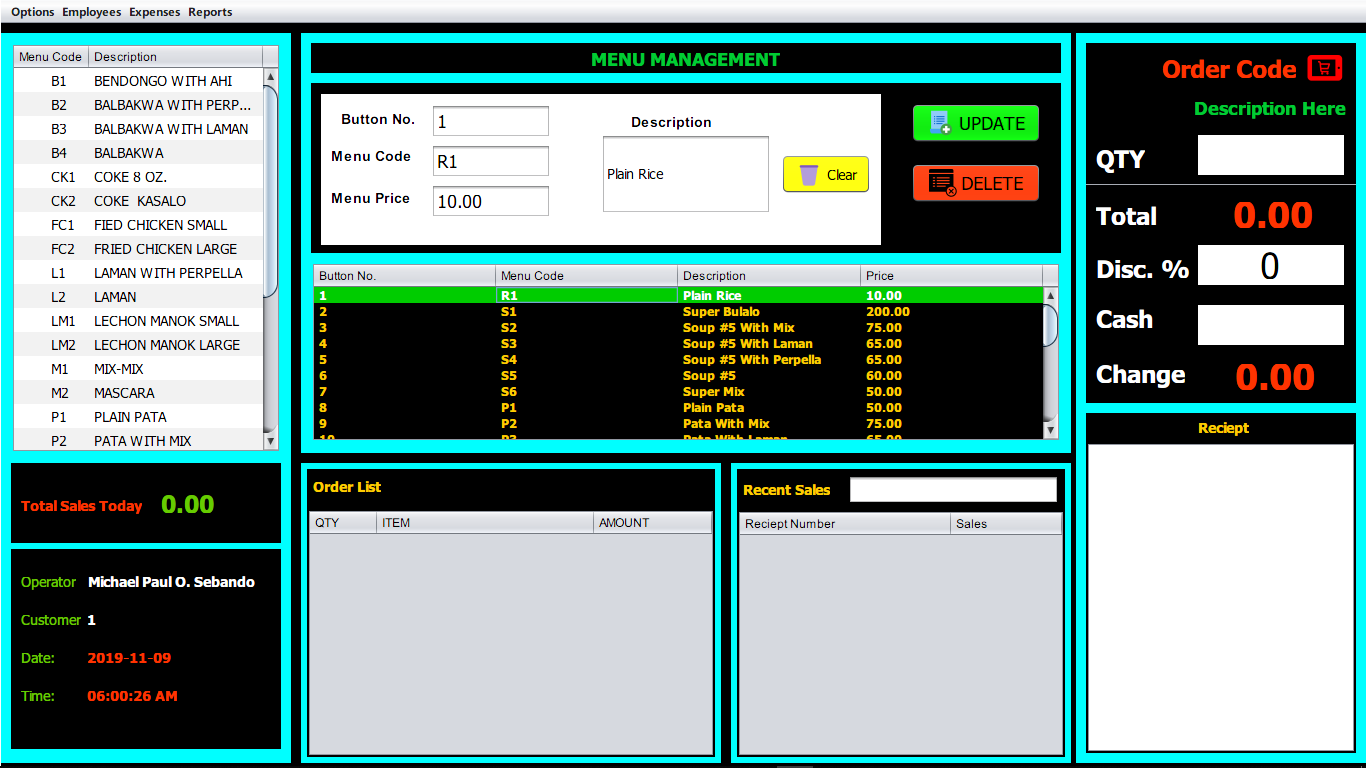 Options Employees Expenses Reports
Menu Code Description
B1 BENDONGO WITH AHI
B2 BALBAKWA WITH PERP...
B3 BALBAKWA WITH LAMAN
B4 BALBAKWA
CK1 COKE 8 OZ.
CK2 COKE KASALO
FC1 FIED CHICKEN SMALL
FC2 FRIED CHICKEN LARGE
L1 LAMAN WITH PERPELLA
L2 LAMAN
LM1 LECHON MANOK SMALL
LM2 LECHON MANOK LARGE
M1 MIX-MIX
M2 MASCARA
P1 PLAIN PATA
P2 PATA WITH MIX
Total Sales Today 0.00
Operator Michael Paul O. Sebando
Customer 1
Date: 2019-11-09
Time: 06:00:26 AM
MENU MANAGEMENT
Button No. 1
Menu Code R1
Menu Price 10.00
Description
Plain Rice
Clear
UPDATE
DELETE
Button No. Menu Code Description Price
1 R1 Plain Rice 10.00
2 S1 Super Bulalo 200.00
3 S2 Soup #5 With Mix 75.00
4 S3 Soup #5 With Laman 65.00
5 S4 Soup #5 With Perpella 65.00
6 S5 Soup #5 60.00
7 S6 Super Mix 50.00
8 P1 Plain Pata 50.00
9 P2 Pata With Mix 75.00
10 P3 Pata With Laman 65.00
Order List
QTY ITEM AMOUNT
Recent Sales
Reciept Number Sales
Order Code
Description Here
QTY
Total 0.00
Disc. % 0
Cash
Change 0.00
Reciept